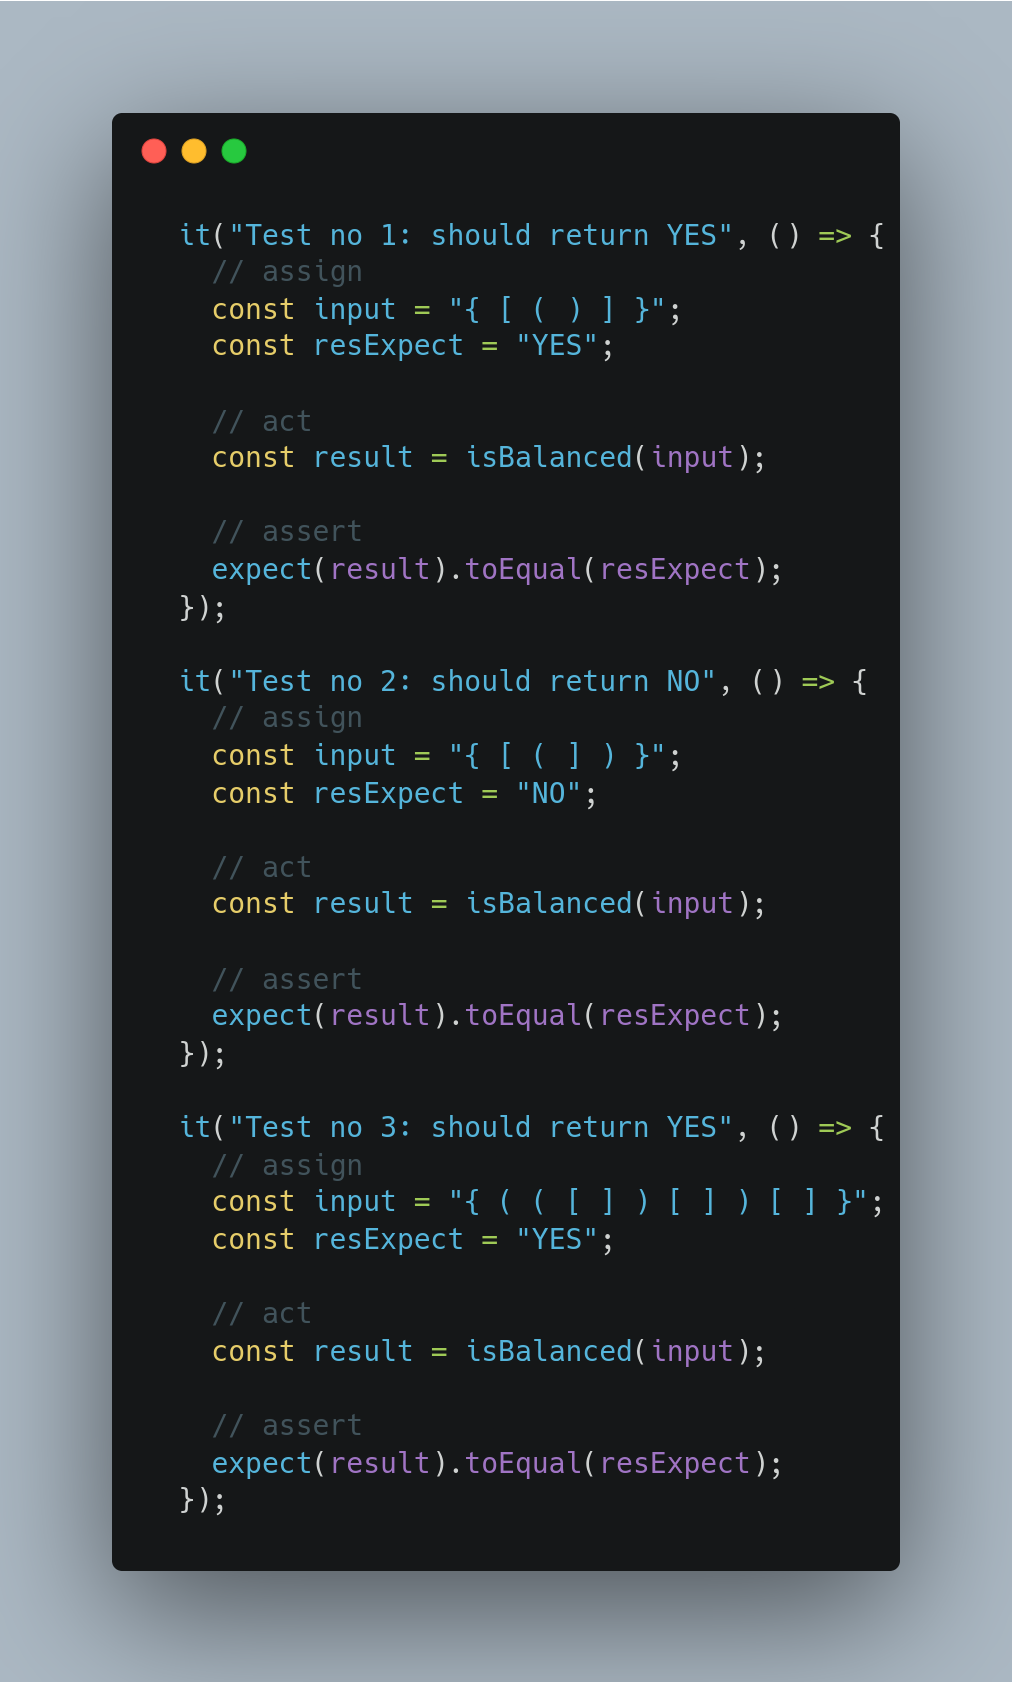 it("Test no 1: should return YES", () => {
// assign
const input = "{ [ ( ) ] }";
const resExpect = "YES";
// act
const result = isBalanced(input);
// assert
expect(result).toEqual(resExpect);
});
it("Test no 2: should return NO", () => {
// assign
const input = "{ [ ( ] ) }";
const resExpect = "NO";
// act
const result = isBalanced(input);
// assert
expect(result).toEqual(resExpect);
});
it("Test no 3: should return YES", () => {
// assign
const input = "{ ( ( [ ] ) [ ] ) [ ] }";
const resExpect = "YES";
// act
const result = isBalanced(input);
// assert
expect(result).toEqual(resExpect);
});